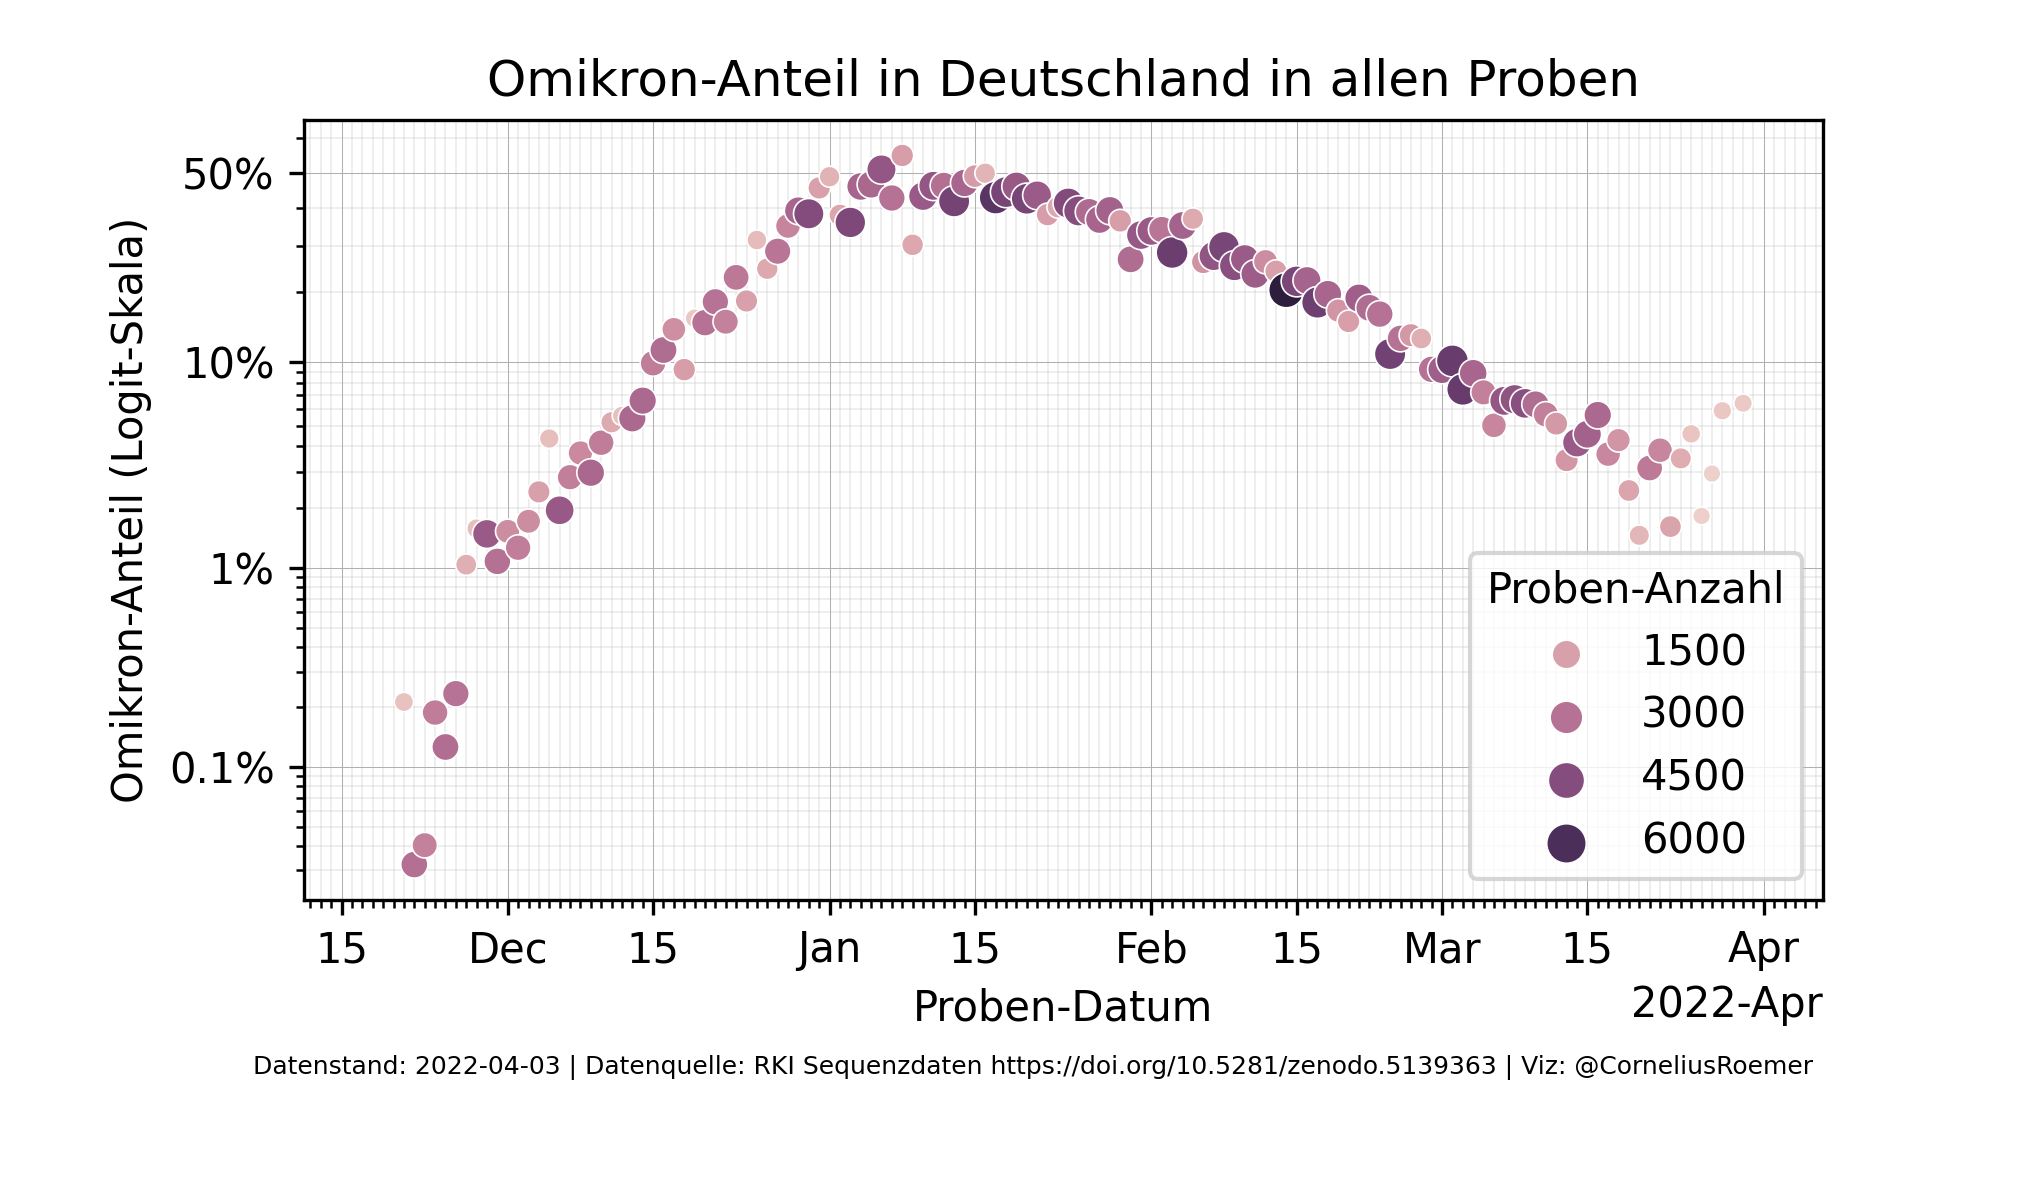 Omikron-Anteil in Deutschland in allen Proben
Omikron-Anteil (Logit-Skala)
50%
10%
1%
0.1%
Proben-Anzahl
1500
3000
4500
6000
15 Dec 15 Jan 15 Feb 15 Mar 15 Apr
2022-Apr
Proben-Datum
Datenstand: 2022-04-03 | Datenquelle: RKI Sequenzdaten https://doi.org/10.5281/zenodo.5139363 | Viz: @CorneliusRoemer